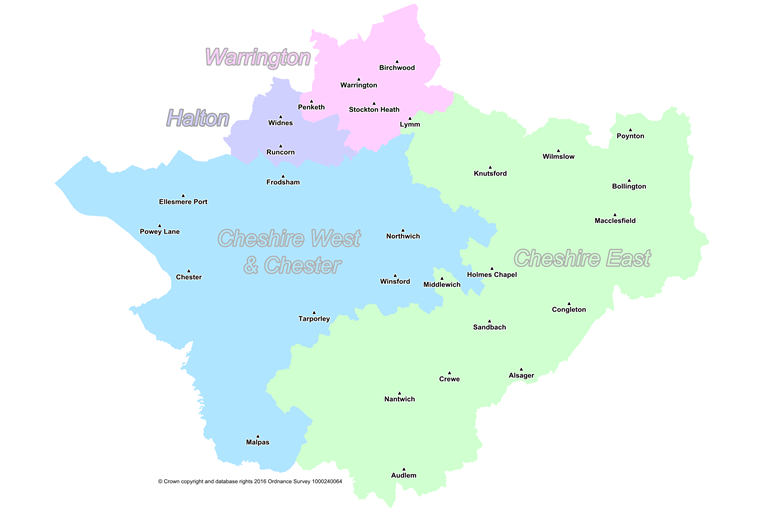 Warrington
Birchwood
Warrington
Penketh
Stockton Heath
Halton
Widnes
Lymm
Runcorn
Poynton
Wilmslow
Knutsford
Frodsham
Bollington
Ellesmere Port
Macclesfield
Powey Lane
Northwich
Cheshire West
& Chester
Cheshire East
Chester
Winsford
Middlewich
Holmes Chapel
Congleton
Tarporley
Sandbach
Crewe
Alsager
Nantwich
Malpas
Audlem
© Crown copyright and database rights 2016 Ordnance Survey 1000240064